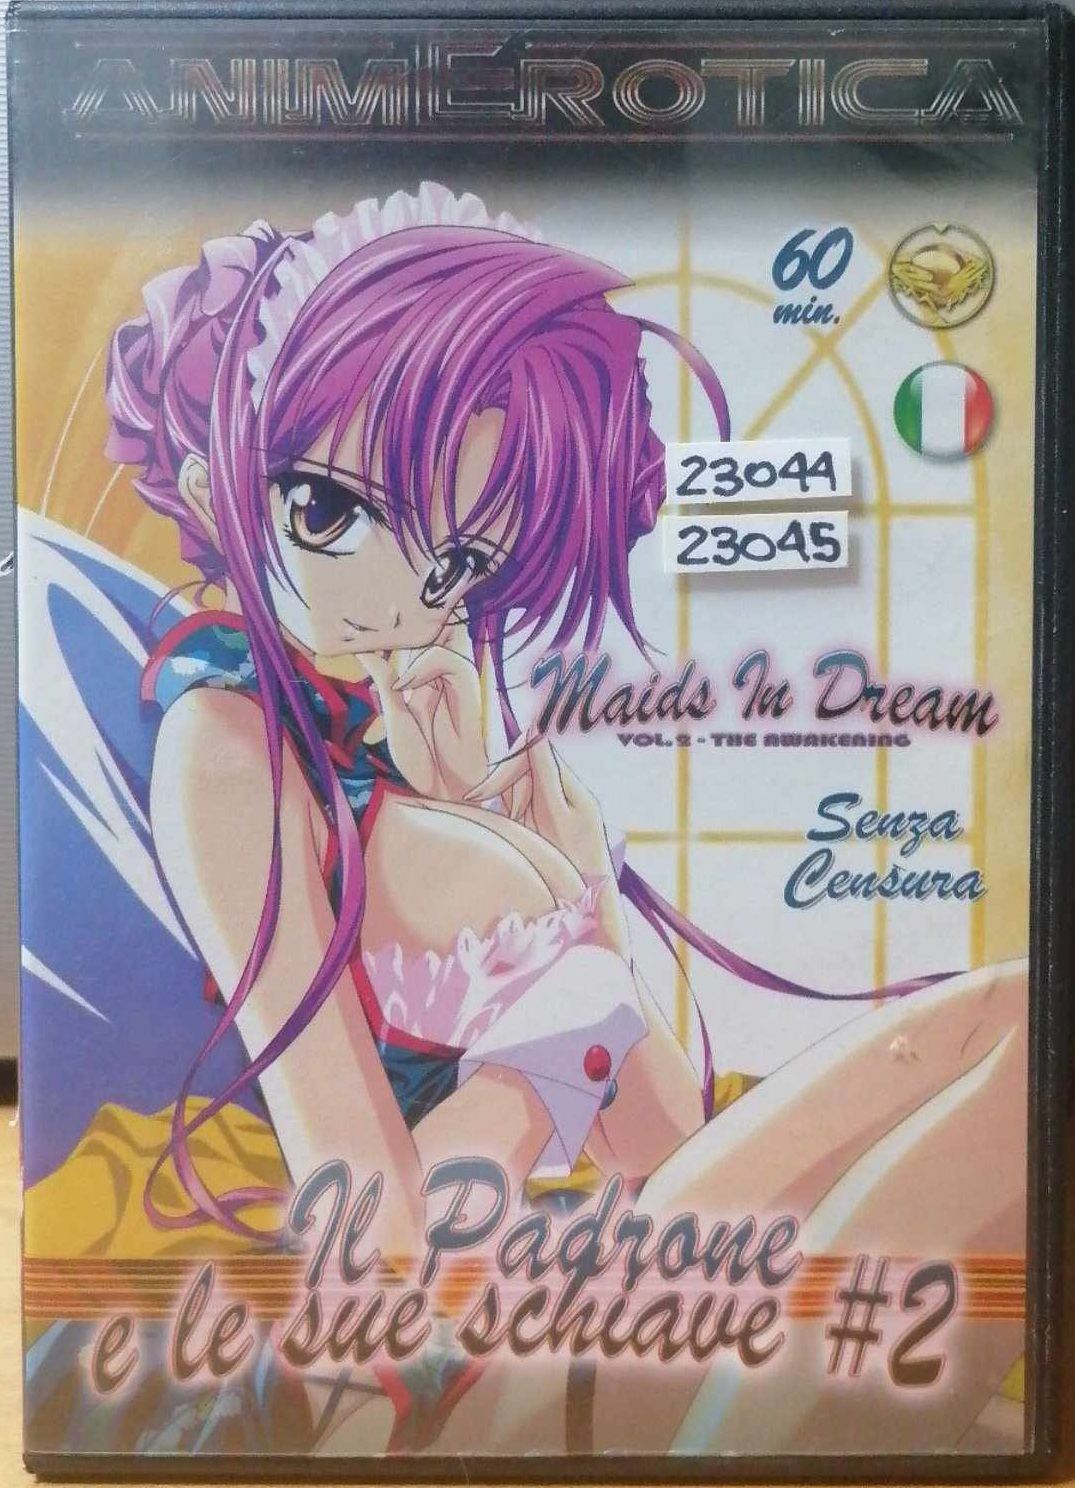 ANIMEROTICA
60
min.
23044
23045
Maids In Dream
VOL. 2 - THE AWAKENING
Senza
Censura
Il Padrone
e le sue schiave #2